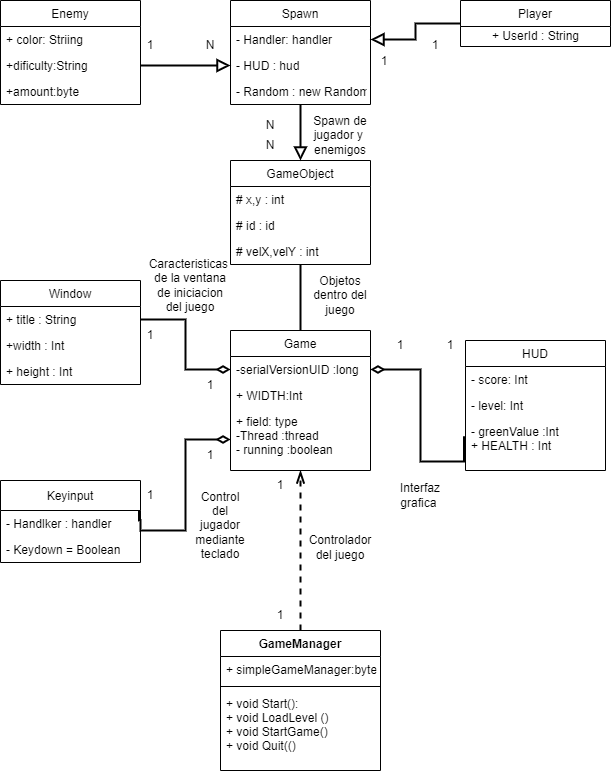 Enemy
+ color: Striing
+dificulty:String
+amount:byte
1
N
Spawn
- Handler: handler
- HUD : hud
- Random : new Random
1
1
Player
+ UserId : String
N
N
Spawn de
jugador y
enemigos
GameObject
# x,y : int
# id : id
# velX,velY : int
Caracteristicas
de la ventana
de iniciacion
del juego
Objetos
dentro del
juego
Window
+ title : String
+width : Int
+ height : Int
1
1
Game
-serialVersionUID :long
+ WIDTH:Int
+ field: type
-Thread :thread
- running :boolean
1
1
HUD
- score: Int
- level: Int
- greenValue :Int
+ HEALTH : Int
Interfaz
grafica
1
1
Keyinput
- Handlker : handler
- Keydown = Boolean
Control
del
jugador
mediante
teclado
1
Controlador
del juego
1
GameManager
+ simpleGameManager:byte
+ void Start():
+ void LoadLevel ()
+ void StartGame()
+ void Quit(()